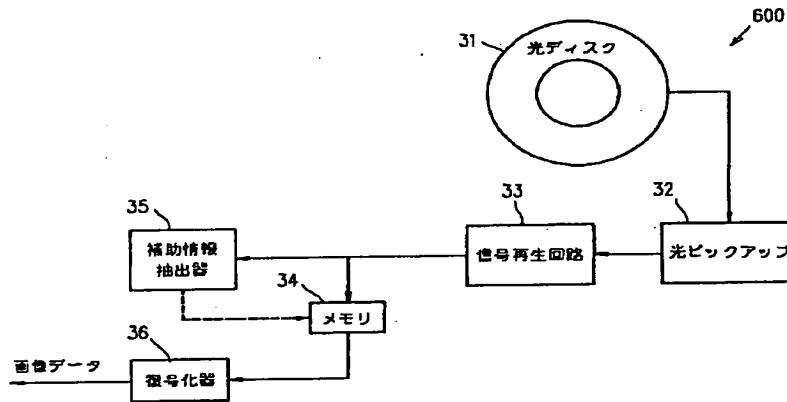 600
31
光ディスク
32
光ピックアップ
33
信号再生回路
35
補助情報
抽出器
34
メモリ
36
復号化器
画像データ